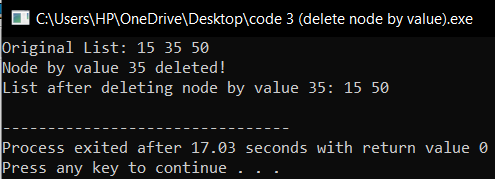 C:\Users\HP\OneDrive\Desktop\code 3 (delete node by value).exe
Original List: 15 35 50
Node by value 35 deleted!
List after deleting node by value 35: 15 50
--------------------------------
Process exited after 17.03 seconds with return value 0
Press any key to continue . . .